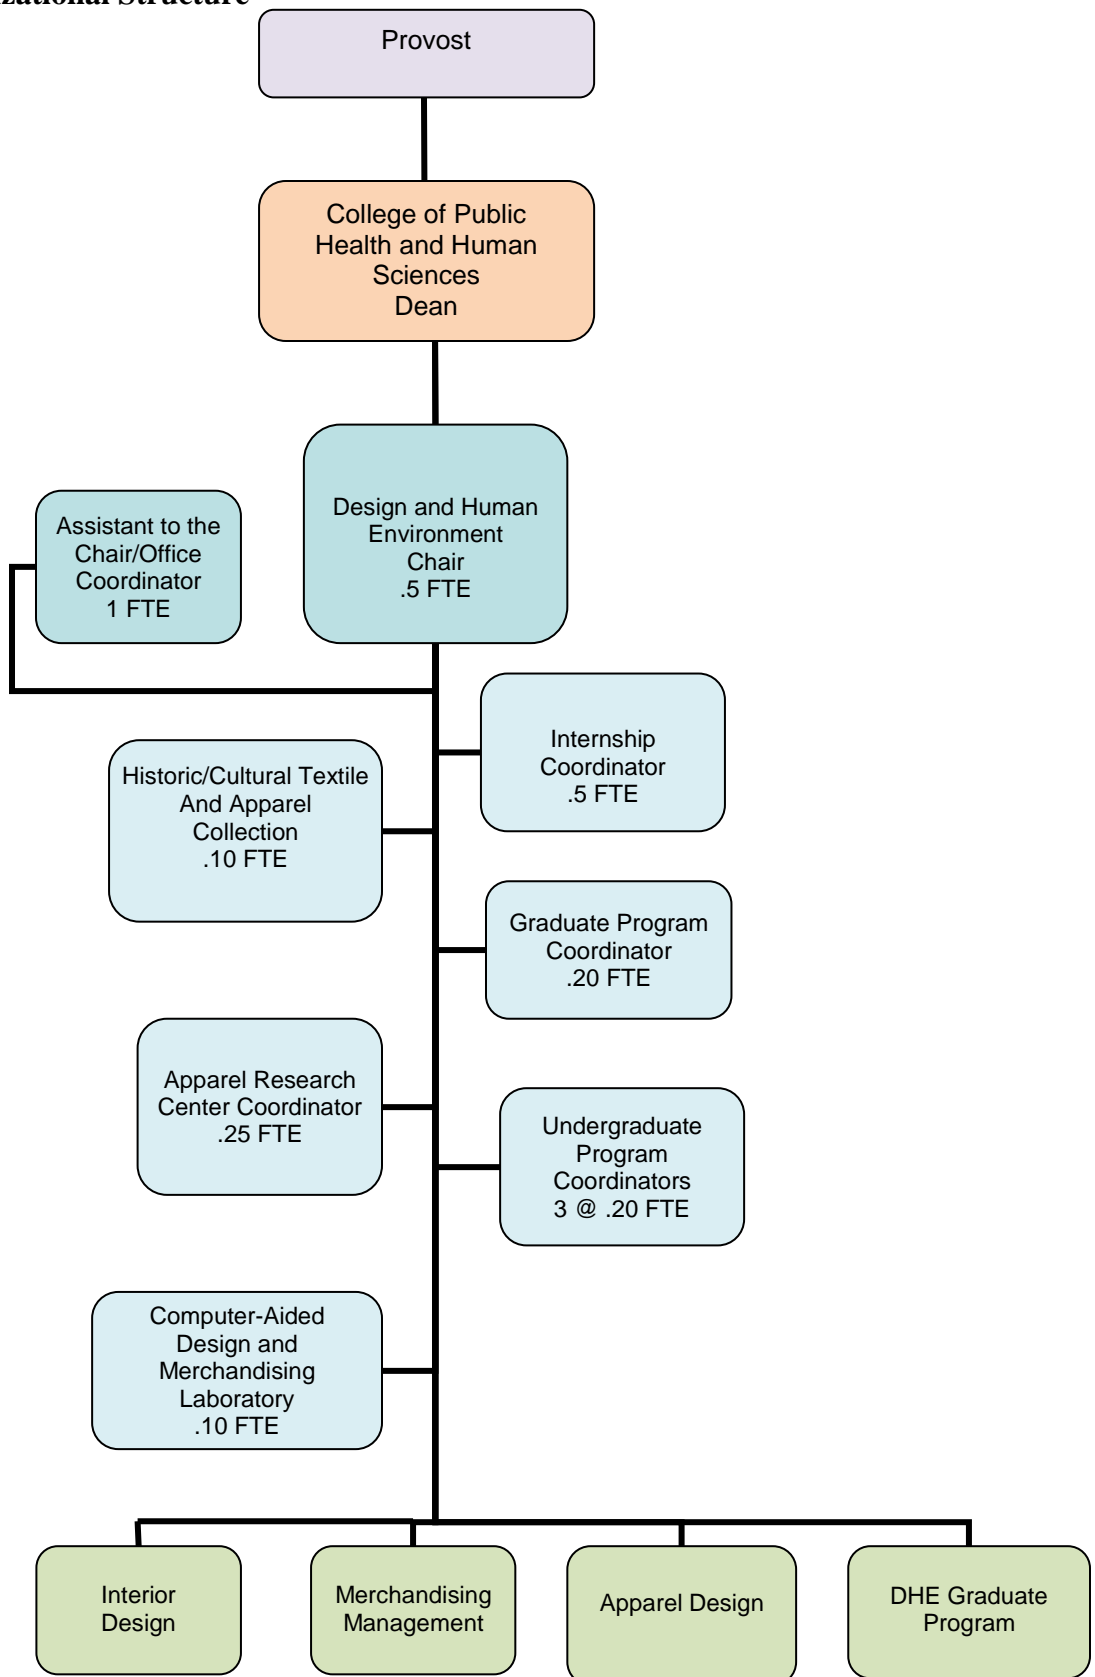 Provost
College of Public
Health and Human
Sciences
Dean
Design and Human
Environment
Chair
.5 FTE
Assistant to the
Chair/Office
Coordinator
1 FTE
Internship
Coordinator
.5 FTE
Historic/Cultural Textile
And Apparel
Collection
.10 FTE
Graduate Program
Coordinator
.20 FTE
Apparel Research
Center Coordinator
.25 FTE
Undergraduate
Program
Coordinators
3 @ .20 FTE
Computer-Aided
Design and
Merchandising
Laboratory
.10 FTE
Interior
Design
Merchandising
Management
Apparel Design
DHE Graduate
Program